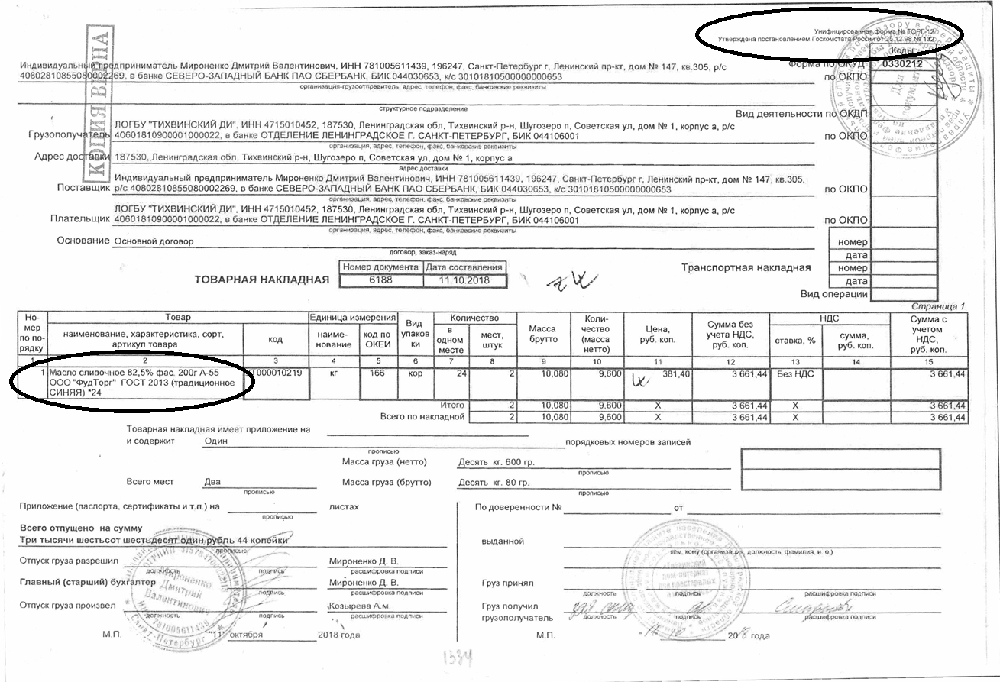 Унифицированная форма № ТОРГ-12
Утверждена постановлением Госкомстата России от 25.12.98 № 132
КОПИЯ ВЕРНА
Коды
Форма по ОКУД 0330212
Индивидуальный предприниматель Мироненко Дмитрий Валентинович, ИНН 781005611439, 196247, Санкт-Петербург г, Ленинский пр-кт, дом № 147, кв.305, р/с
40802810855080002269, в банке СЕВЕРО-ЗАПАДНЫЙ БАНК ПАО СБЕРБАНК, БИК 044030653, к/с 30101810500000000653
по ОКПО
организация-грузоотправитель, адрес, телефон, факс, банковские реквизиты
структурное подразделение
Вид деятельности по ОКДП
ЛОГБУ "ТИХВИНСКИЙ ДИ", ИНН 4715010452, 187530, Ленинградская обл, Тихвинский р-н, Шугозеро п, Советская ул, дом № 1, корпус а, р/с
Грузополучатель 40601810900001000022, в банке ОТДЕЛЕНИЕ ЛЕНИНГРАДСКОЕ Г. САНКТ-ПЕТЕРБУРГ, БИК 044106001 по ОКПО
организация, адрес, телефон, факс, банковские реквизиты
Адрес доставки 187530, Ленинградская обл, Тихвинский р-н, Шугозеро п, Советская ул, дом № 1, корпус а
адрес доставки
Индивидуальный предприниматель Мироненко Дмитрий Валентинович, ИНН 781005611439, 196247, Санкт-Петербург г, Ленинский пр-кт, дом № 147, кв.305,
Поставщик р/с 40802810855080002269, в банке СЕВЕРО-ЗАПАДНЫЙ БАНК ПАО СБЕРБАНК, БИК 044030653, к/с 30101810500000000653 по ОКПО
организация, адрес, телефон, факс, банковские реквизиты
ЛОГБУ "ТИХВИНСКИЙ ДИ", ИНН 4715010452, 187530, Ленинградская обл, Тихвинский р-н, Шугозеро п, Советская ул, дом № 1, корпус а, р/с
Плательщик 40601810900001000022, в банке ОТДЕЛЕНИЕ ЛЕНИНГРАДСКОЕ Г. САНКТ-ПЕТЕРБУРГ, БИК 044106001 по ОКПО
организация, адрес, телефон, факс, банковские реквизиты
Основание Основной договор
договор, заказ-наряд
номер
дата
Номер документа Дата составления
ТОВАРНАЯ НАКЛАДНАЯ 6188 11.10.2018
Транспортная накладная номер
дата
Вид операции
Страница 1
Но-мер по по-рядку Товар Единица измерения Вид упаков ки Количество Масса брутто Коли-чество (масса нетто) Цена, руб. коп. Сумма без учета НДС, руб. коп. НДС Сумма с учетом НДС, руб. коп.
наименование, характеристика, сорт, артикул товара код наиме-нование код по ОКЕИ в одном месте мест, штук ставка, % сумма, руб. коп.
1 2 3 4 5 6 7 8 9 10 11 12 13 14 15
1 Масло сливочное 82,5% фас. 200г А-55 1000010219 кг 166 кор 24 2 10,080 9,600 381,40 3 661,44 Без НДС 3 661,44
ООО "ФудТорг" ГОСТ 2013 (традиционное
СИНЯЯ) *24
Итого 2 10,080 9,600 X 3 661,44 X 3 661,44
Всего по накладной 2 10,080 9,600 X 3 661,44 X 3 661,44
Товарная накладная имеет приложение на
и содержит Один порядковых номеров записей
прописью
Масса груза (нетто) Десять кг. 600 гр.
прописью
Всего мест Два Масса груза (брутто) Десять кг. 80 гр.
прописью прописью
Приложение (паспорта, сертификаты и т.п.) на листах
прописью
По доверенности № от
Всего отпущено на сумму
Три тысячи шестьсот шестьдесят один рубль 44 копейки
прописью
выданной
кем, кому (организация, должность, фамилия, и. о.)
Отпуск груза разрешил Мироненко Д. В.
должность подпись расшифровка подписи
Главный (старший) бухгалтер Мироненко Д. В.
подпись расшифровка подписи
Груз принял
должность подпись расшифровка подписи
Отпуск груза произвел Козырева А.м.
должность подпись расшифровка подписи
Груз получил
грузополучатель
должность подпись расшифровка подписи
М.П. "11" октября 2018 года
М.П. 2018 года
Мироненко
Дмитрий
Валентинович
Санкт-Петербург
1334